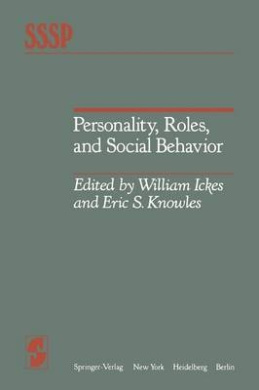 SSSP
Personality, Roles,
and Social Behavior
Edited by William Ickes
and Eric S. Knowles
Springer-Verlag New York Heidelberg Berlin